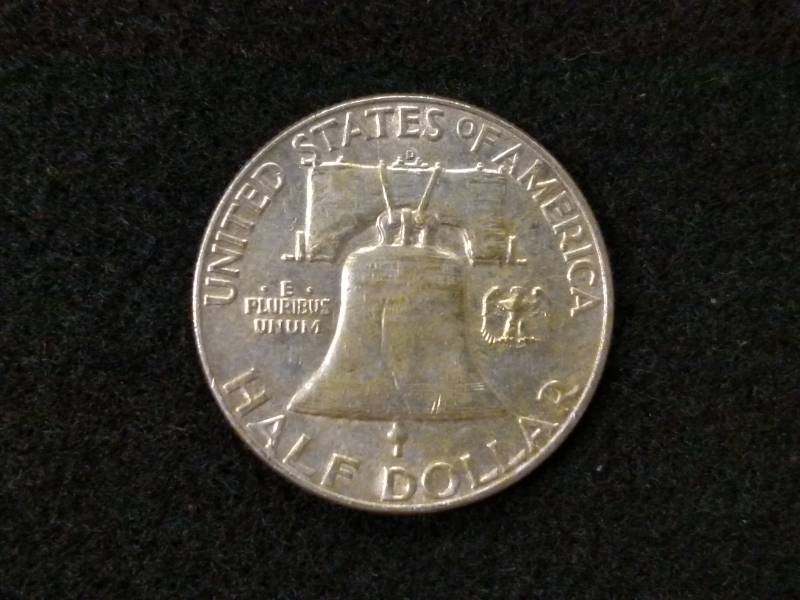 UNITED STATES OF AMERICA
D
· E ·
PLURIBUS
UNUM
HALF DOLLAR